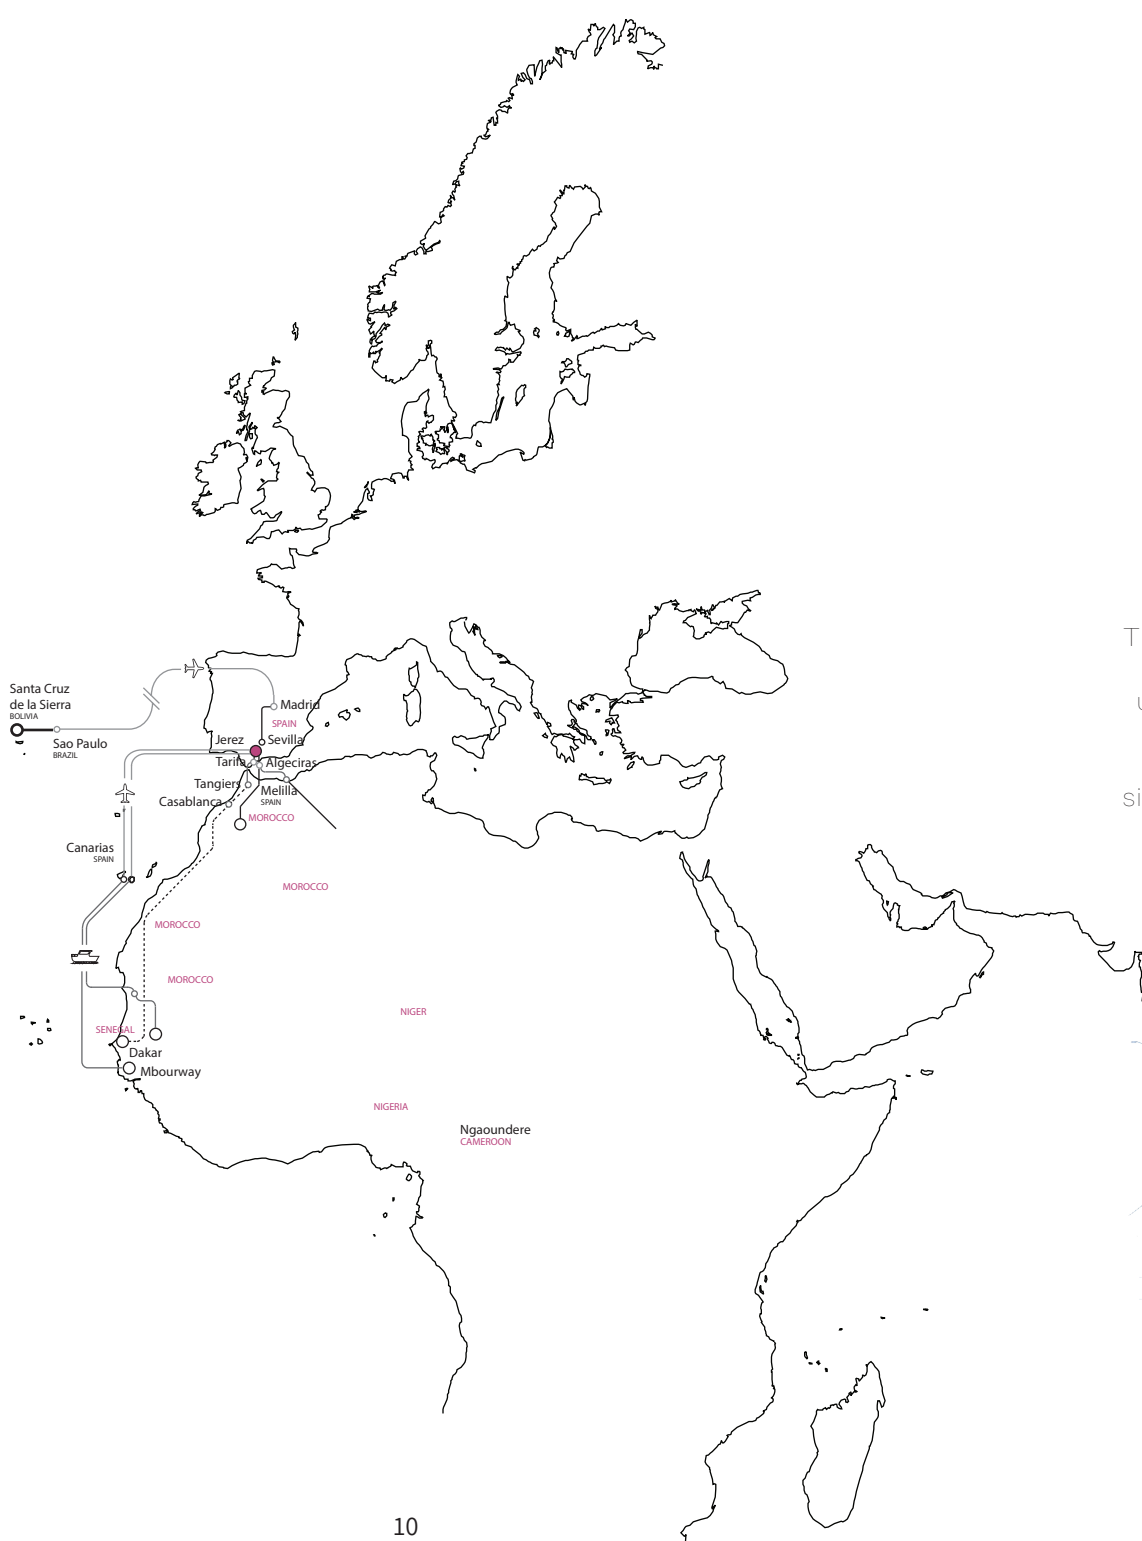 T
u
Santa Cruz
de la Sierra
BOLIVIA
Madrid
SPAIN
Sao Paulo
BRAZIL
Jerez
Sevilla
Tarifa
Algeciras
Tangiers
Melilla
SPAIN
Casablanca
si
MOROCCO
Canarias
SPAIN
MOROCCO
MOROCCO
MOROCCO
NIGER
SENEGAL
Dakar
Mbourway
NIGERIA
Ngaoundere
CAMEROON
10